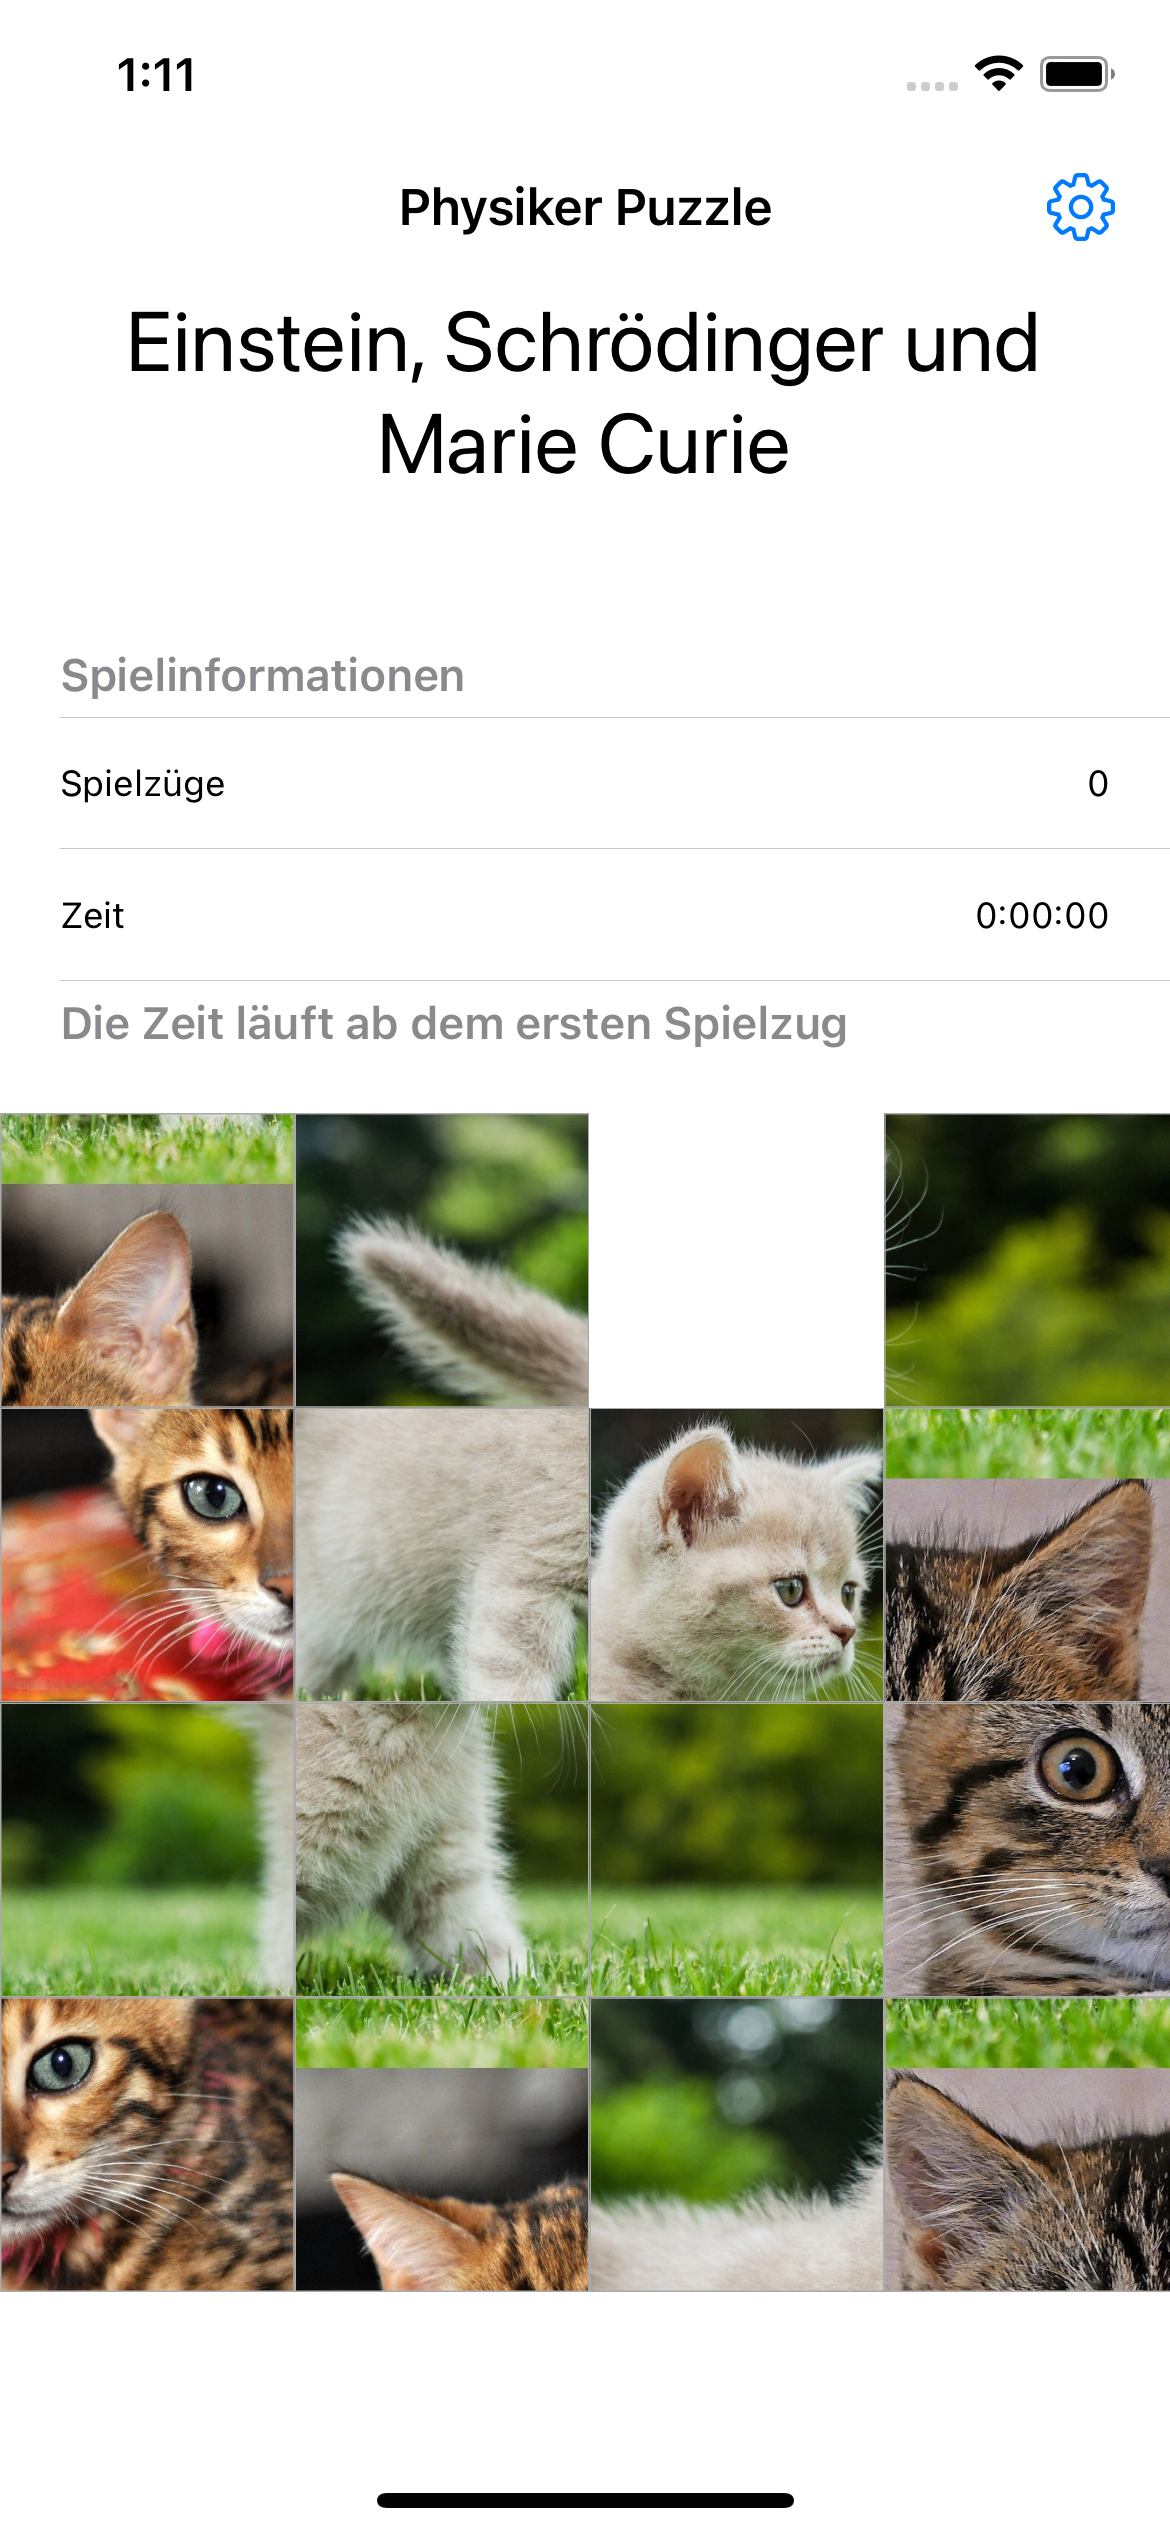 1:11
Physiker Puzzle
Einstein, Schrödinger und
Marie Curie
Spielinformationen
Spielzüge 0
Zeit 0:00:00
Die Zeit läuft ab dem ersten Spielzug